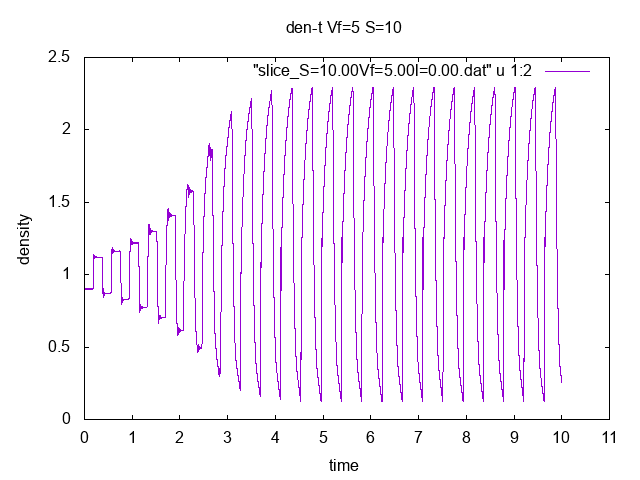 den-t Vf=5 S=10
"slice_S=10.00Vf=5.00l=0.00.dat" u 1:2
2.5
2
1.5
1
0.5
0
density
0 1 2 3 4 5 6 7 8 9 10 11
time